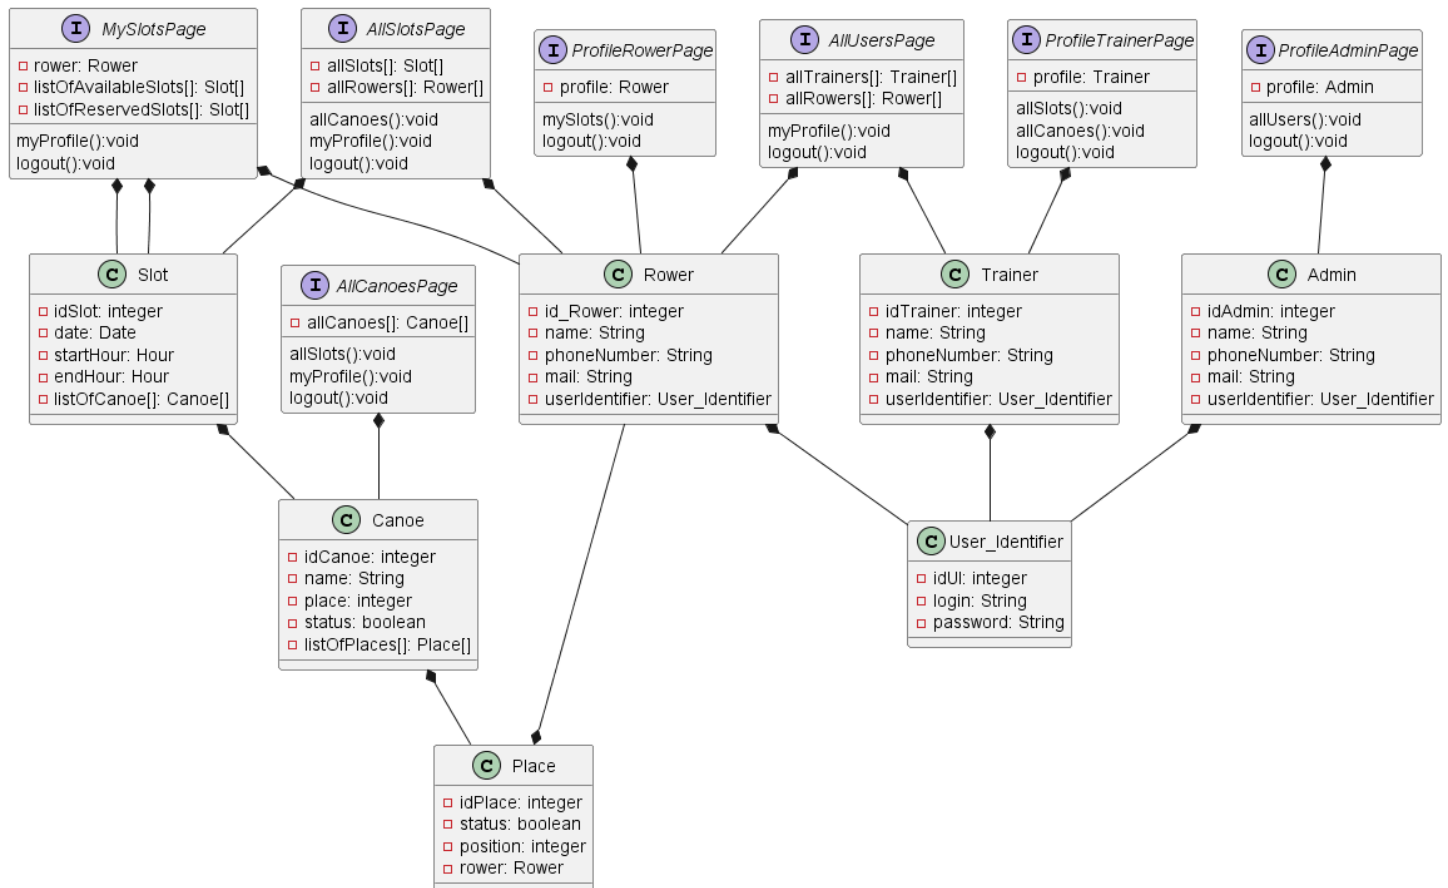 I MySlotsPage
rower: Rower
listOfAvailableSlots[]: Slot[]
listOfReservedSlots[]: Slot[]
myProfile():void
logout():void
I AllSlotsPage
allSlots[]: Slot[]
allRowers[]: Rower[]
allCanoes():void
myProfile():void
logout():void
I ProfileRowerPage
profile: Rower
mySlots():void
logout():void
I AllUsersPage
allTrainers[]: Trainer[]
allRowers[]: Rower[]
myProfile():void
logout():void
I ProfileTrainerPage
profile: Trainer
allSlots():void
allCanoes():void
logout():void
I ProfileAdminPage
profile: Admin
allUsers():void
logout():void
C Slot
idSlot: integer
date: Date
startHour: Hour
endHour: Hour
listOfCanoe[]: Canoe[]
I AllCanoesPage
allCanoes[]: Canoe[]
allSlots():void
myProfile():void
logout():void
C Rower
id_Rower: integer
name: String
phoneNumber: String
mail: String
userIdentifier: User_Identifier
C Trainer
idTrainer: integer
name: String
phoneNumber: String
mail: String
userIdentifier: User_Identifier
C Admin
idAdmin: integer
name: String
phoneNumber: String
mail: String
userIdentifier: User_Identifier
C Canoe
idCanoe: integer
name: String
place: integer
status: boolean
listOfPlaces[]: Place[]
C User_Identifier
idUI: integer
login: String
password: String
C Place
idPlace: integer
status: boolean
position: integer
rower: Rower